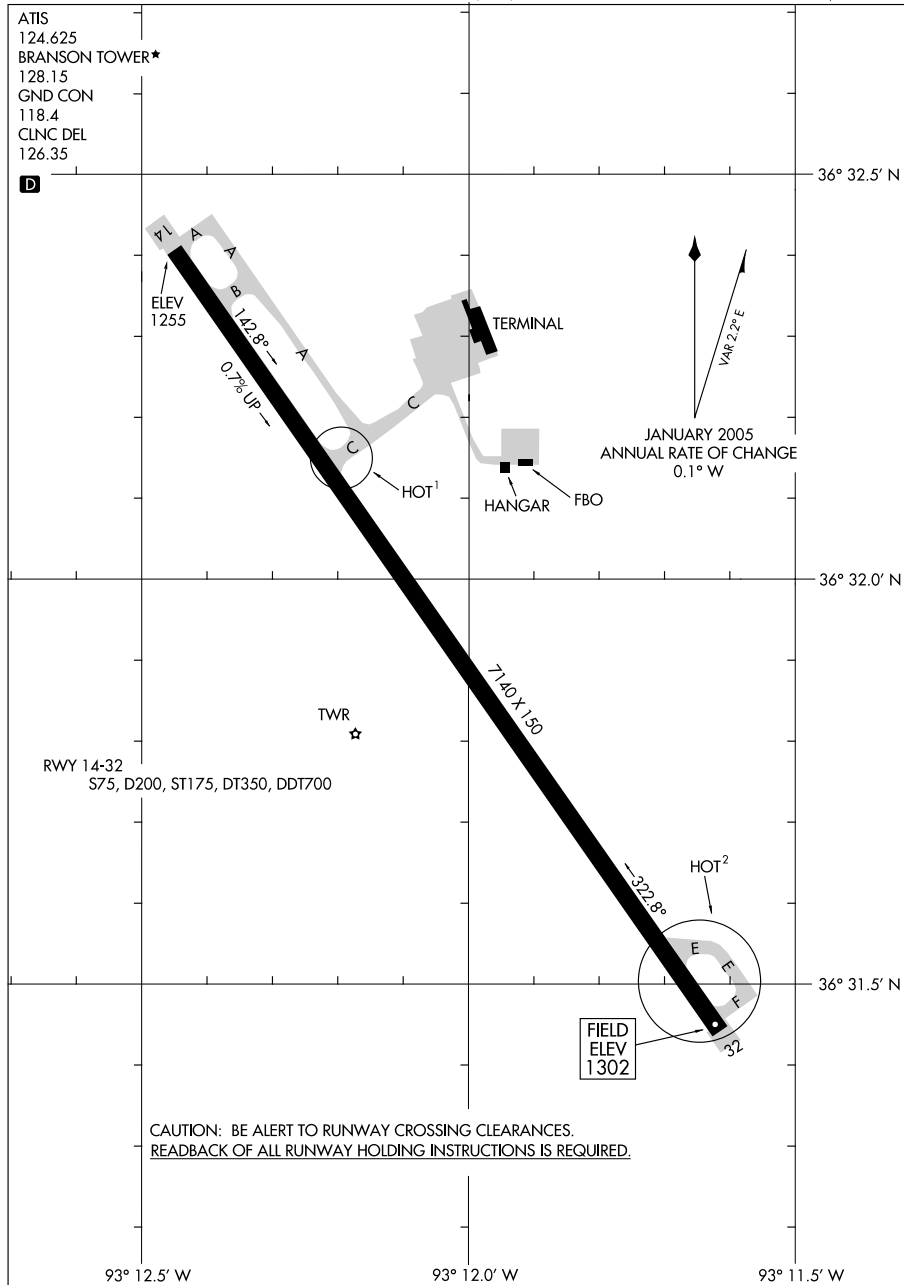 ATIS
124.625
BRANSON TOWER★
128.15
GND CON
118.4
CLNC DEL
126.35
D
36° 32.5' N
14
A
A
B
A
ELEV
1255
142.8°
0.7% UP
TERMINAL
VAR 2.2° E
C
C
JANUARY 2005
ANNUAL RATE OF CHANGE
0.1° W
HOT1
HANGAR
FBO
36° 32.0' N
7140 X 150
TWR
RWY 14-32
S75, D200, ST175, DT350, DDT700
322.8°
HOT2
E
E
F
36° 31.5' N
FIELD
ELEV
1302
32
CAUTION: BE ALERT TO RUNWAY CROSSING CLEARANCES.
READBACK OF ALL RUNWAY HOLDING INSTRUCTIONS IS REQUIRED.
93° 12.5' W
93° 12.0' W
93° 11.5' W